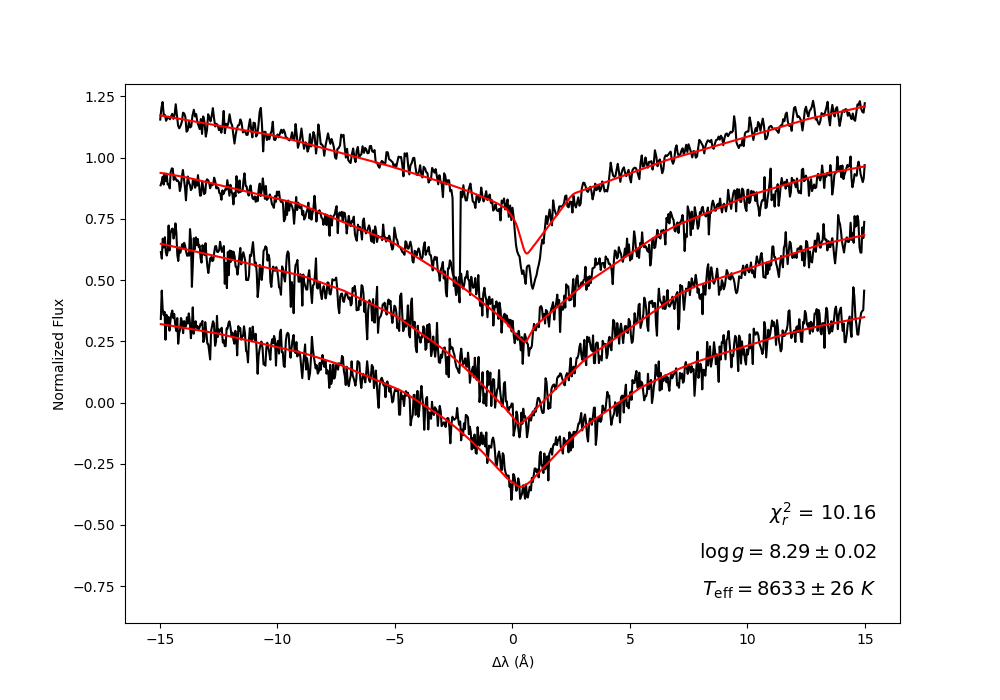 1.25
1.00
0.75
0.50
0.25
0.00
−0.25
−0.50
−0.75
Normalized Flux
χ²ᵣ = 10.16
log g = 8.29 ± 0.02
T_eff = 8633 ± 26 K
−15 −10 −5 0 5 10 15
Δλ (Å)